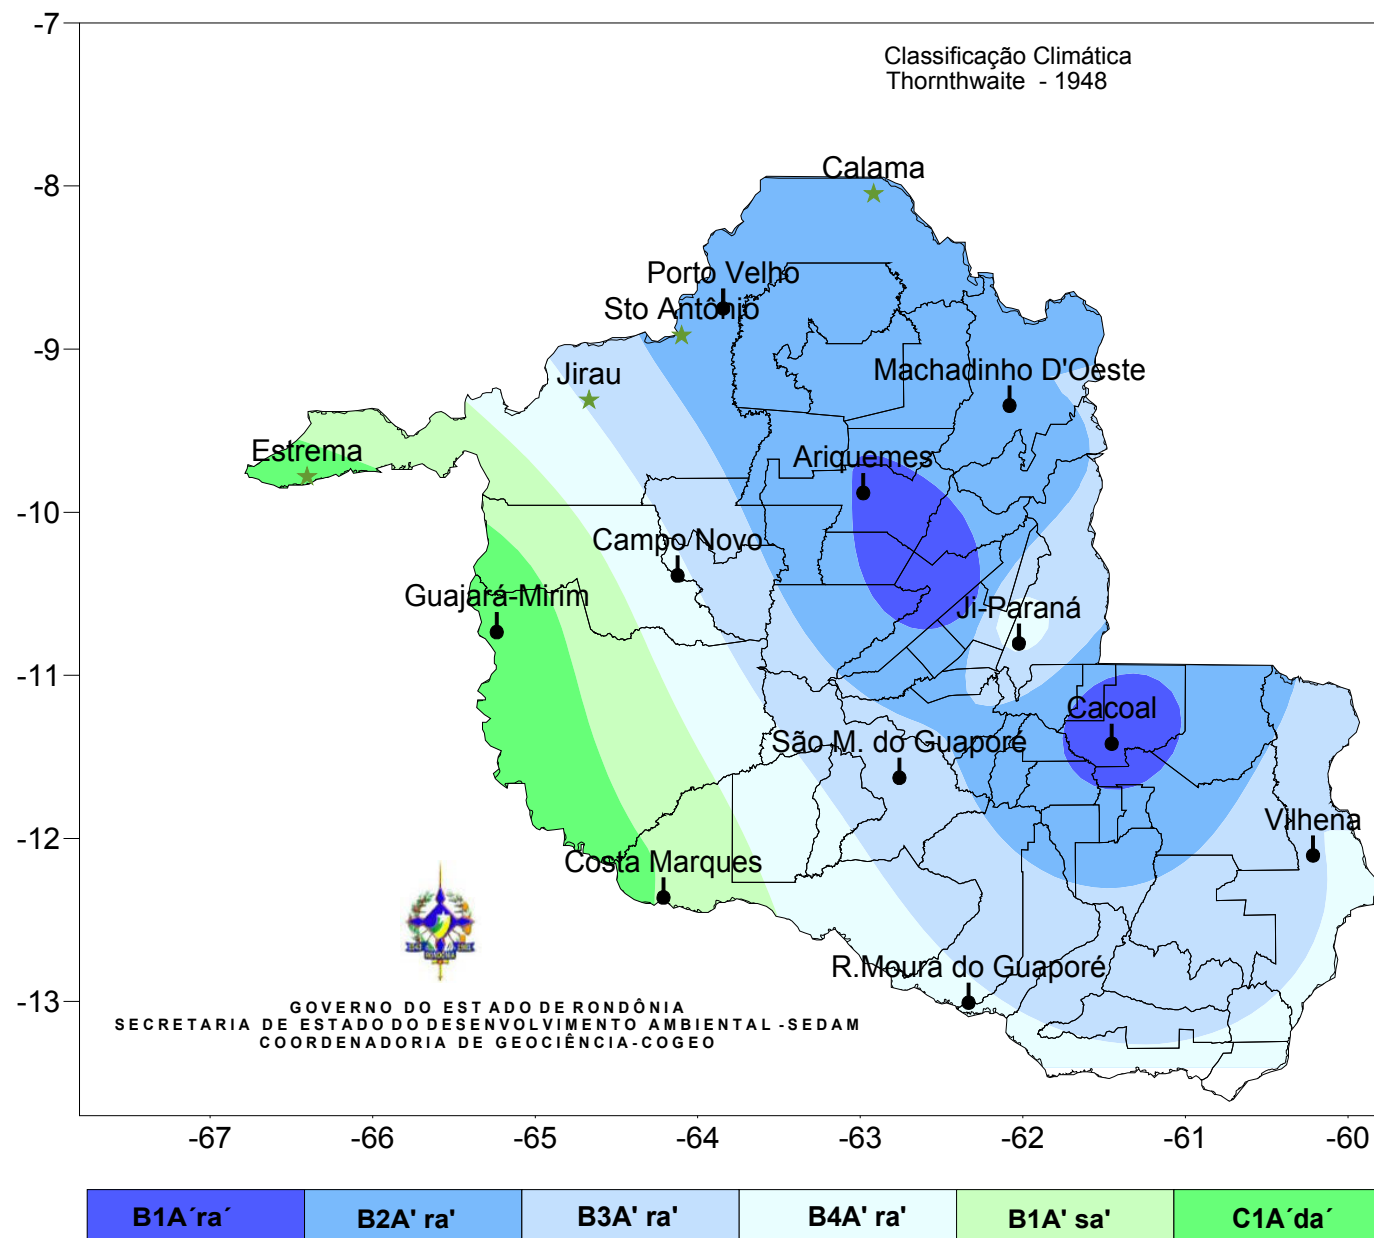 -7
Classificação Climática
Thornthwaite - 1948
Calama
-8
Porto Velho
Sto Antônio
-9
Jirau
Machadinho D'Oeste
Estrema
Ariquemes
-10
Campo Novo
Guajará-Mirim
Ji-Paraná
-11
Cacoal
São M. do Guaporé
Vilhena
-12
Costa Marques
R.Moura do Guaporé
-13
GOVERNO DO ESTADO DE RONDÔNIA
SECRETARIA DE ESTADO DO DESENVOLVIMENTO AMBIENTAL -SEDAM
COORDENADORIA DE GEOCIÊNCIA-COGEO
-67 -66 -65 -64 -63 -62 -61 -60
B1A´ra´ B2A' ra' B3A' ra' B4A' ra' B1A' sa' C1A´da´